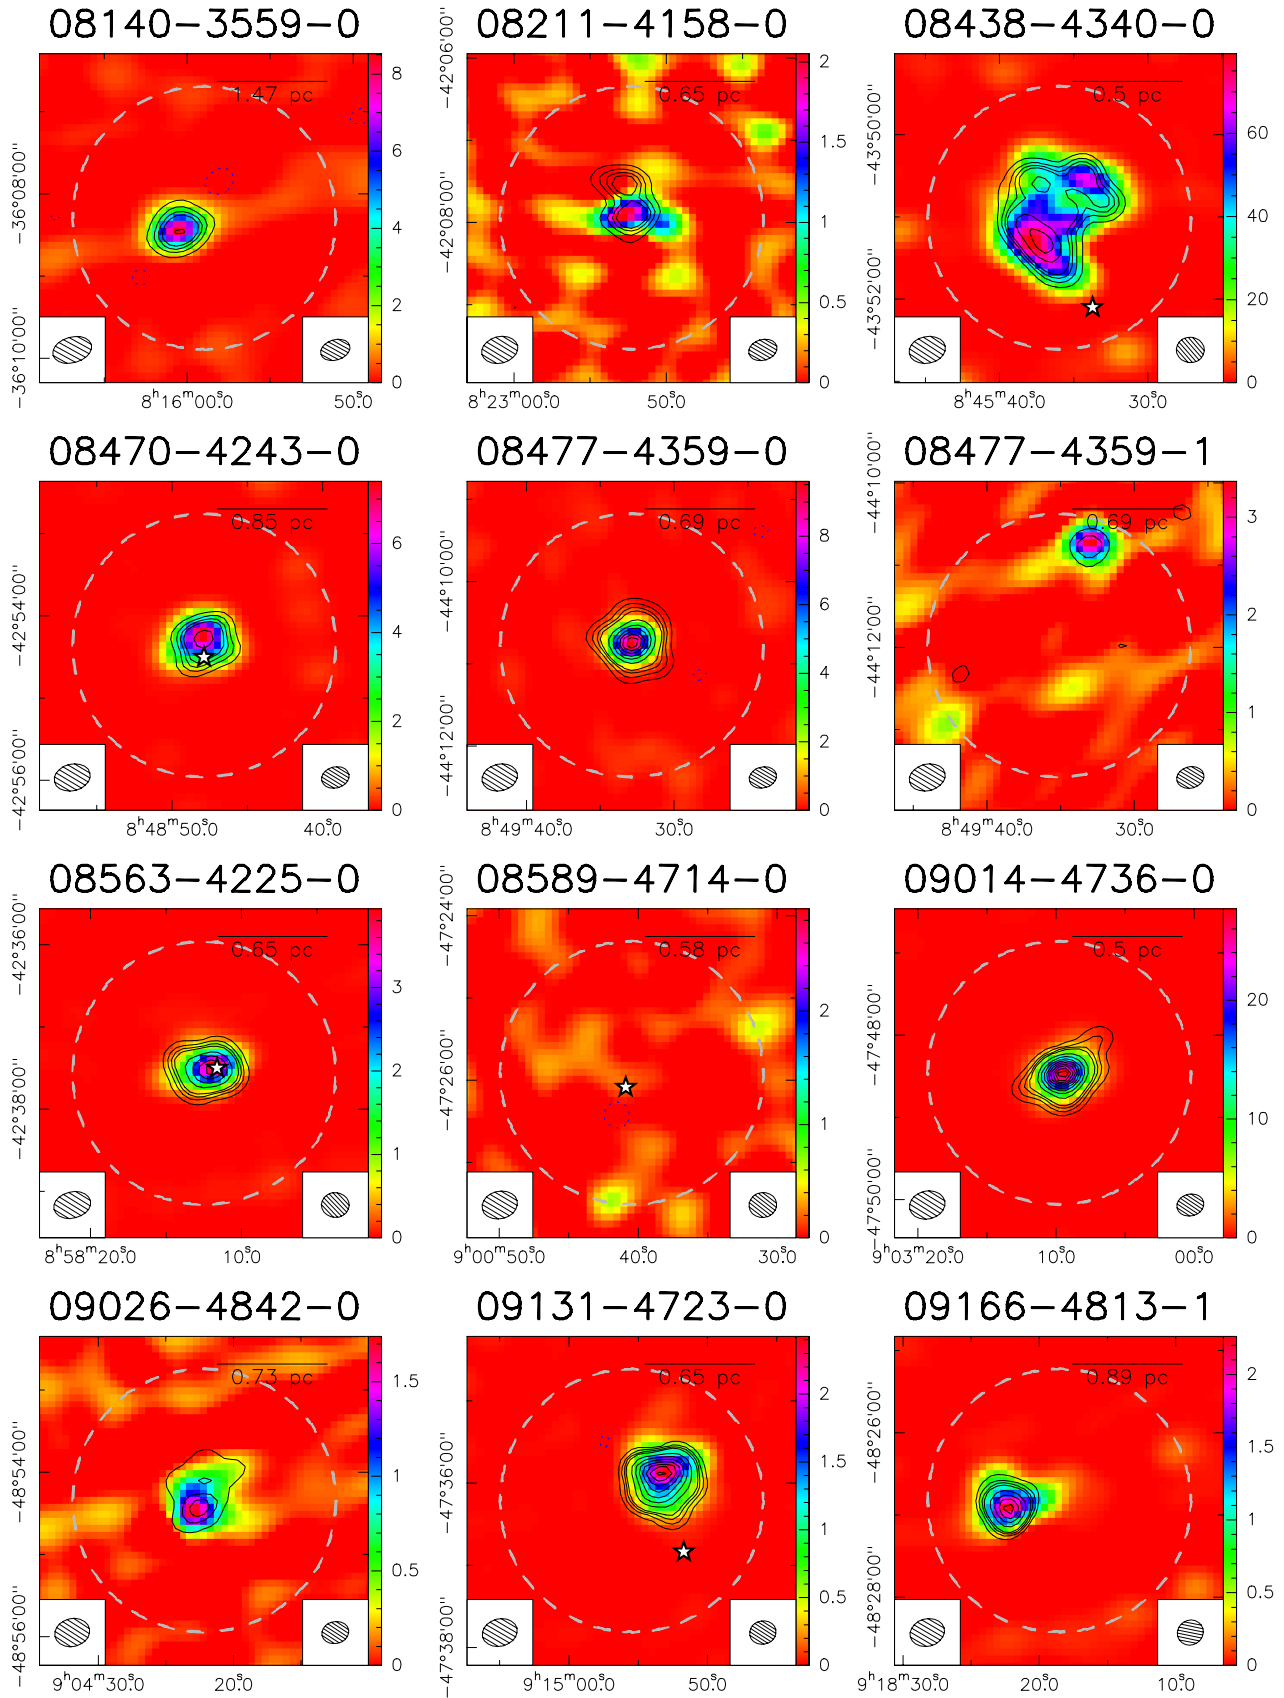 08140-3559-0
08211-4158-0
08438-4340-0
1.47 pc
0.65 pc
0.5 pc
8
6
4
2
0
2
1.5
1
0.5
0
60
40
20
0
-36°08'00"
-36°10'00"
-42°06'00"
-42°08'00"
-43°50'00"
-43°52'00"
8h16m00s.0
50s.0
8h23m00s.0
50s.0
8h45m40s.0
30s.0
08470-4243-0
08477-4359-0
08477-4359-1
0.85 pc
0.69 pc
0.69 pc
6
4
2
0
8
6
4
2
0
3
2
1
0
-42°54'00"
-42°56'00"
-44°10'00"
-44°12'00"
-44°10'00"
-44°12'00"
8h48m50s.0
40s.0
8h49m40s.0
30s.0
8h49m40s.0
30s.0
08563-4225-0
08589-4714-0
09014-4736-0
0.65 pc
0.58 pc
0.5 pc
3
2
1
0
2
1
0
20
10
0
-42°36'00"
-42°38'00"
-47°24'00"
-47°26'00"
-47°48'00"
-47°50'00"
8h58m20s.0
10s.0
9h00m50s.0
40s.0
30s.0
9h03m20s.0
10s.0
00s.0
09026-4842-0
09131-4723-0
09166-4813-1
0.73 pc
0.65 pc
0.89 pc
1.5
1
0.5
0
2
1.5
1
0.5
0
2
1.5
1
0.5
0
-48°54'00"
-48°56'00"
-47°36'00"
-47°38'00"
-48°26'00"
-48°28'00"
9h04m30s.0
20s.0
9h15m00s.0
50s.0
9h18m30s.0
20s.0
10s.0